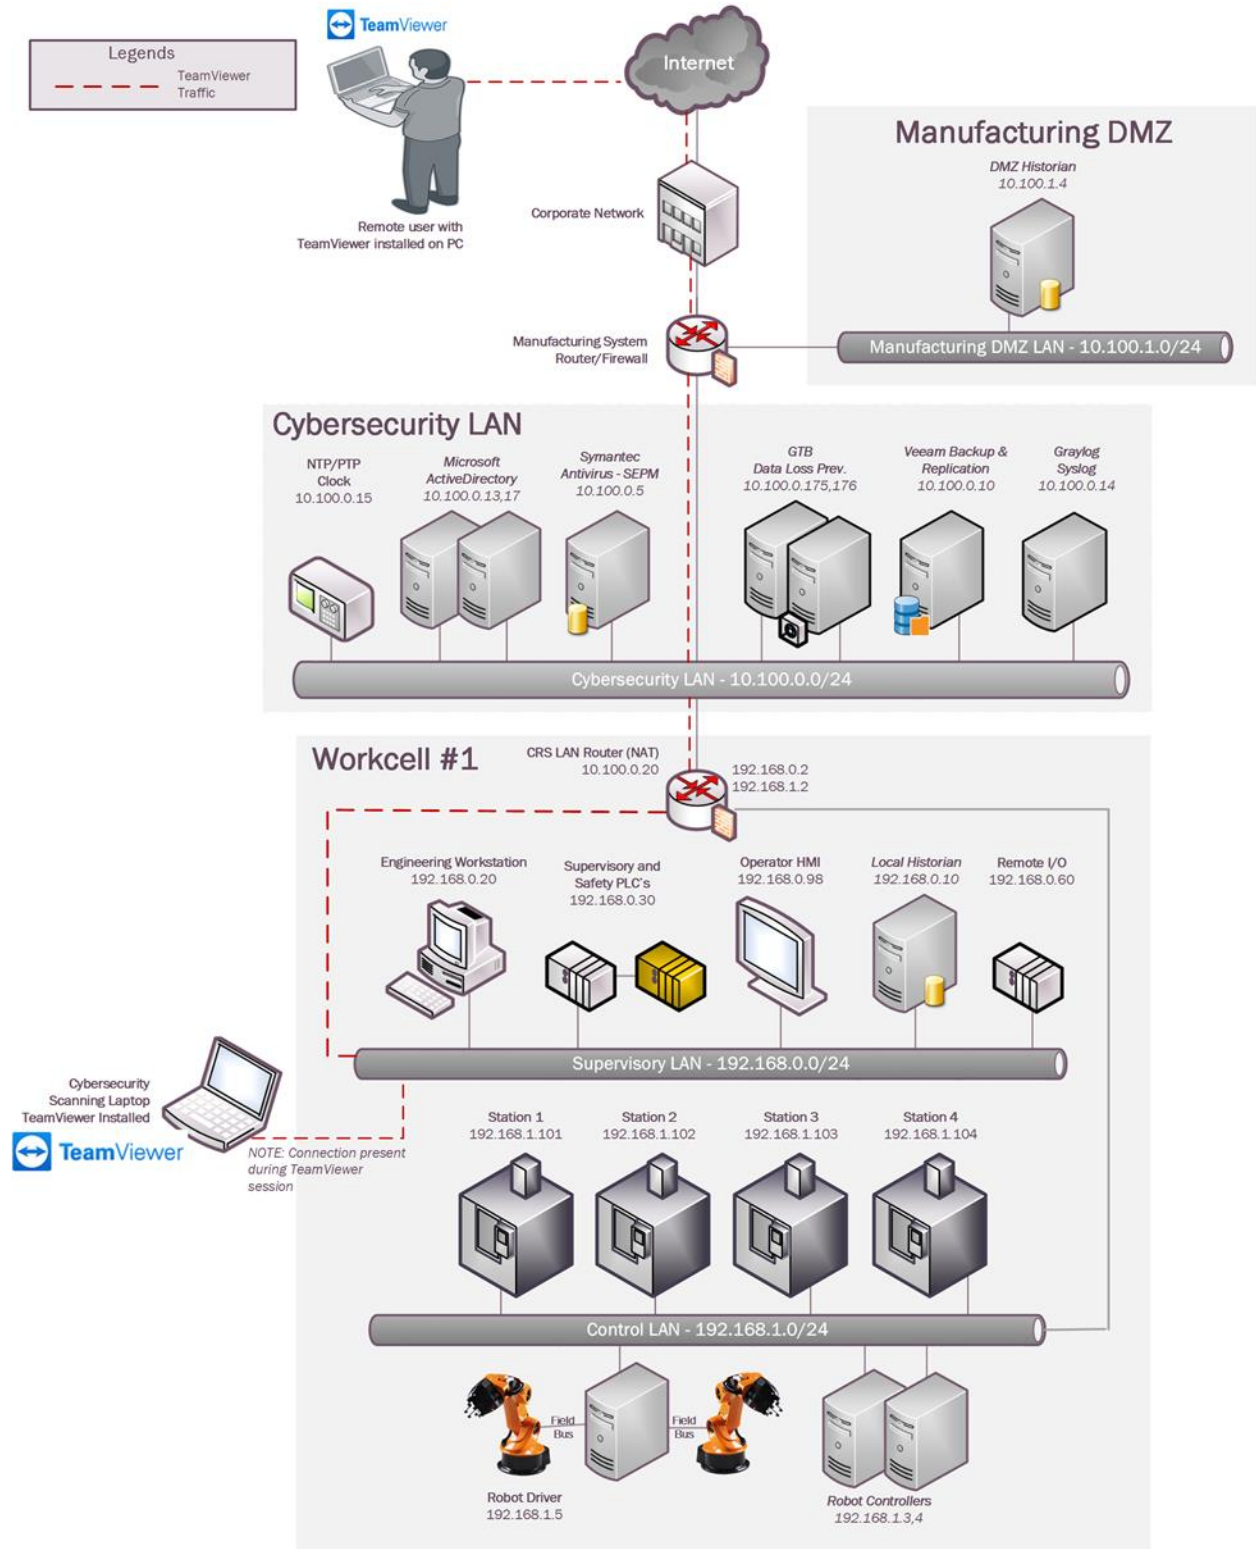 TeamViewer
Legends
TeamViewer
Traffic
Internet
Remote user with
TeamViewer installed on PC
Corporate Network
Manufacturing DMZ
DMZ Historian
10.100.1.4
Manufacturing System
Router/Firewall
Manufacturing DMZ LAN - 10.100.1.0/24
Cybersecurity LAN
NTP/PTP
Clock
10.100.0.15
Microsoft
ActiveDirectory
10.100.0.13,17
Symantec
Antivirus - SEPM
10.100.0.5
GTB
Data Loss Prev.
10.100.0.175,176
Veeam Backup &
Replication
10.100.0.10
Graylog
Syslog
10.100.0.14
Cybersecurity LAN - 10.100.0.0/24
Workcell #1
CRS LAN Router (NAT)
10.100.0.20
192.168.0.2
192.168.1.2
Engineering Workstation
192.168.0.20
Supervisory and
Safety PLC's
192.168.0.30
Operator HMI
192.168.0.98
Local Historian
192.168.0.10
Remote I/O
192.168.0.60
Supervisory LAN - 192.168.0.0/24
Cybersecurity
Scanning Laptop
TeamViewer Installed
TeamViewer
NOTE: Connection present
during TeamViewer
session
Station 1
192.168.1.101
Station 2
192.168.1.102
Station 3
192.168.1.103
Station 4
192.168.1.104
Control LAN - 192.168.1.0/24
Field
Bus
Field
Bus
Robot Driver
192.168.1.5
Robot Controllers
192.168.1.3,4